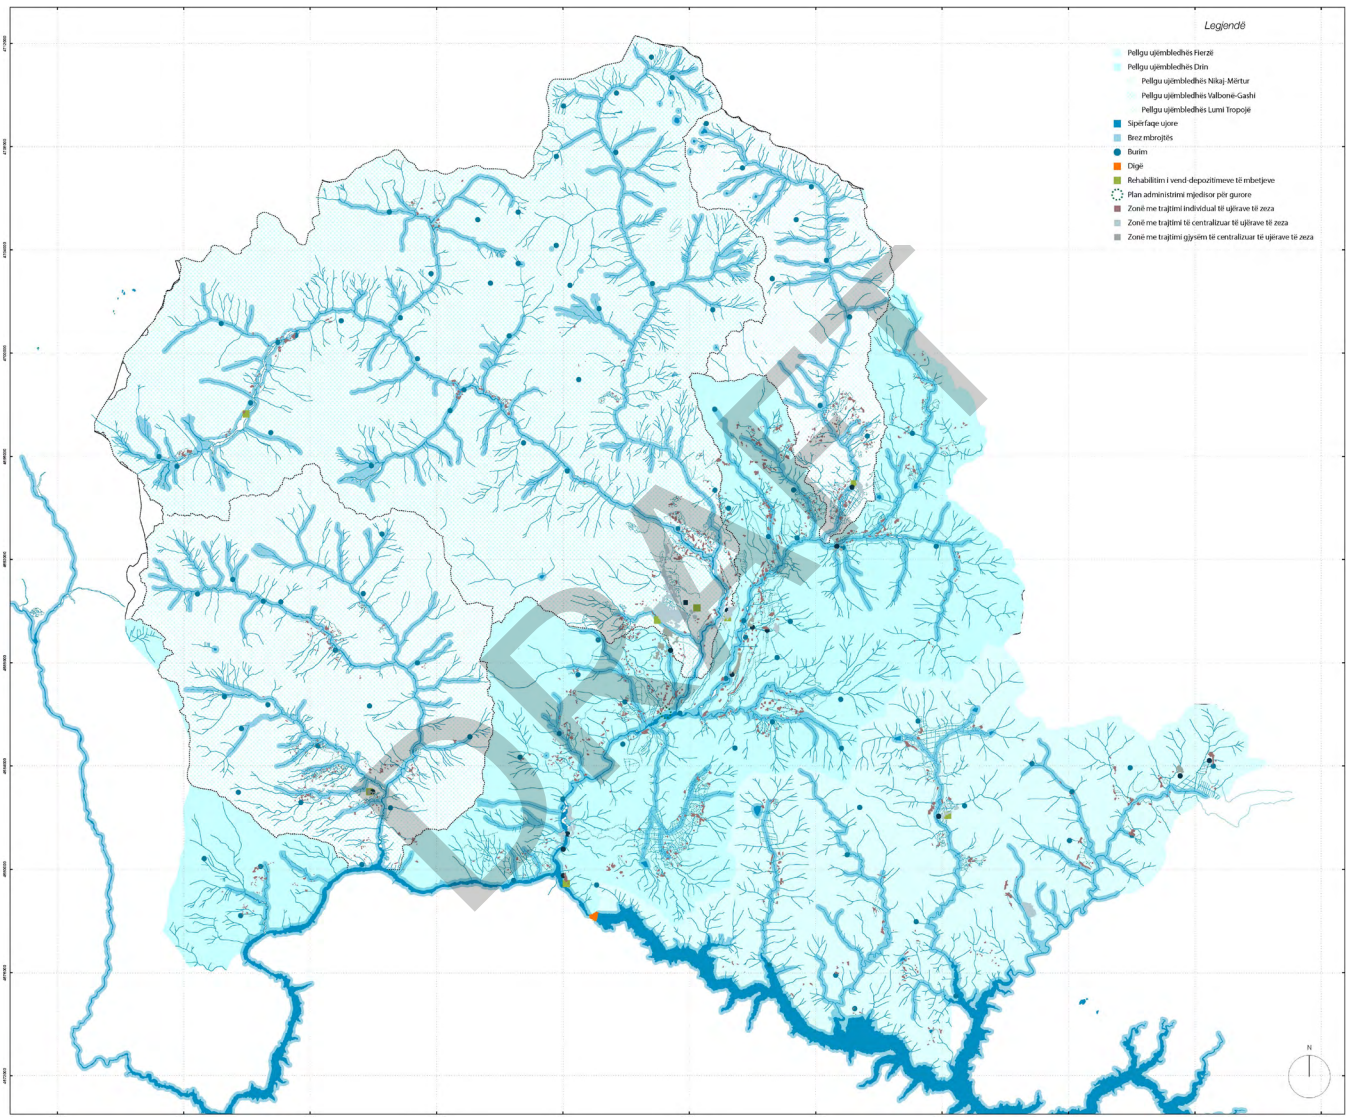 Legjendë
Pellgu ujëmbledhës Fierzë
Pellgu ujëmbledhës Drin
Pellgu ujëmbledhës Nikaj-Mërtur
Pellgu ujëmbledhës Valbonë-Gashi
Pellgu ujëmbledhës Lumi Tropojë
Sipërfaqe ujore
Brez mbrojtës
Burim
Digë
Rehabilitim i vend-depozitimeve të mbetjeve
Plan administrimi mjedisor për gurore
Zonë me trajtimi individual të ujërave të zeza
Zonë me trajtimi të centralizuar të ujërave të zeza
Zonë me trajtimi gjysëm të centralizuar të ujërave të zeza
DRAFT
N